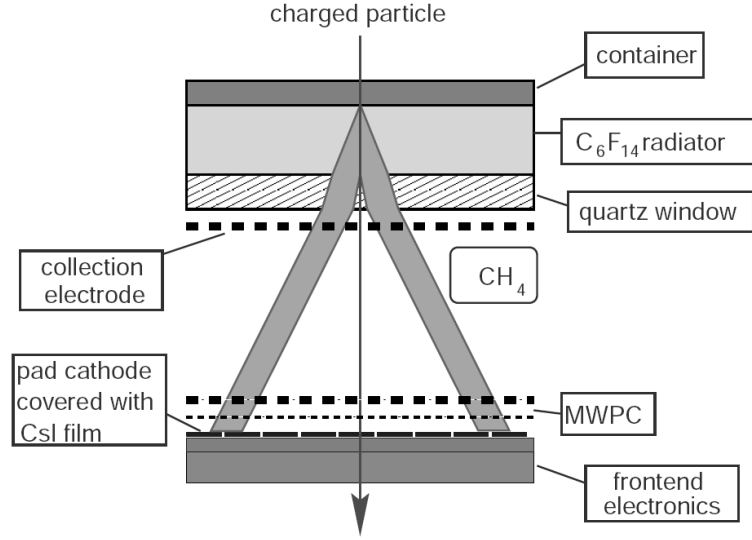 charged particle
container
C₆F₁₄ radiator
quartz window
collection
electrode
CH₄
pad cathode
covered with
CsI film
MWPC
frontend
electronics